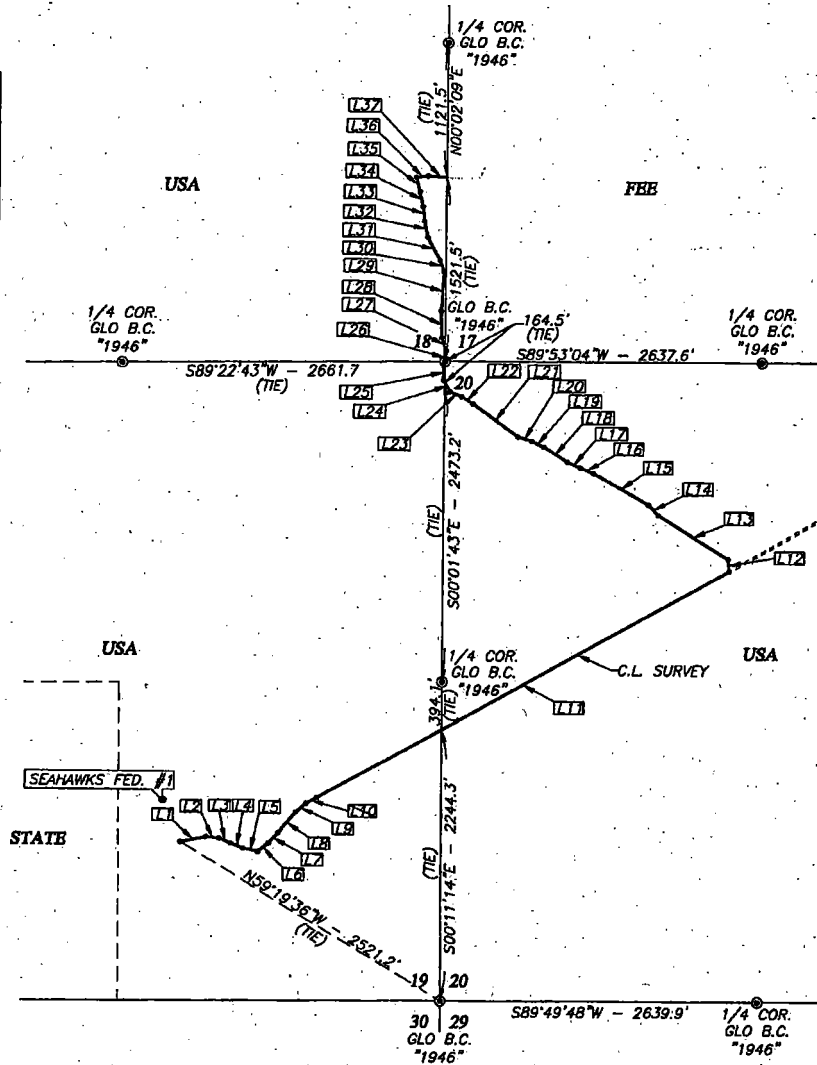 1/4 COR.
GLO B.C.
"1946"
L37
L36
L35
L34
L33
L32
L31
L30
L29
L28
L27
L26
(TIE)
1121.5'
N00°02'09"E
USA
FEE
1521.5'
(TIE)
GLO B.C.
"1946"
164.5'
(TIE)
1/4 COR.
GLO B.C.
"1946"
18 17
1/4 COR.
GLO B.C.
"1946"
S89°22'43"W - 2661.7
(TIE)
S89°53'04"W - 2637.6'
20
L25
L24
L23
L22
L21
L20
L19
L18
L17
L16
L15
L14
L13
L12
(TIE)
S00°01'43"E - 2473.2'
USA
1/4 COR.
GLO B.C.
"1946"
USA
C.L. SURVEY
L11
394.1'
(TIE)
SEAHAWKS FED. #1
STATE
L1
L2
L3
L4
L5
L6
L7
L8
L9
L10
(TIE)
S00°11'14"E - 2244.3'
N59°19'36"W - 2521.2'
(TIE)
19 20
30 29
GLO B.C.
"1946"
S89°49'48"W - 2639.9'
1/4 COR.
GLO B.C.
"1946"